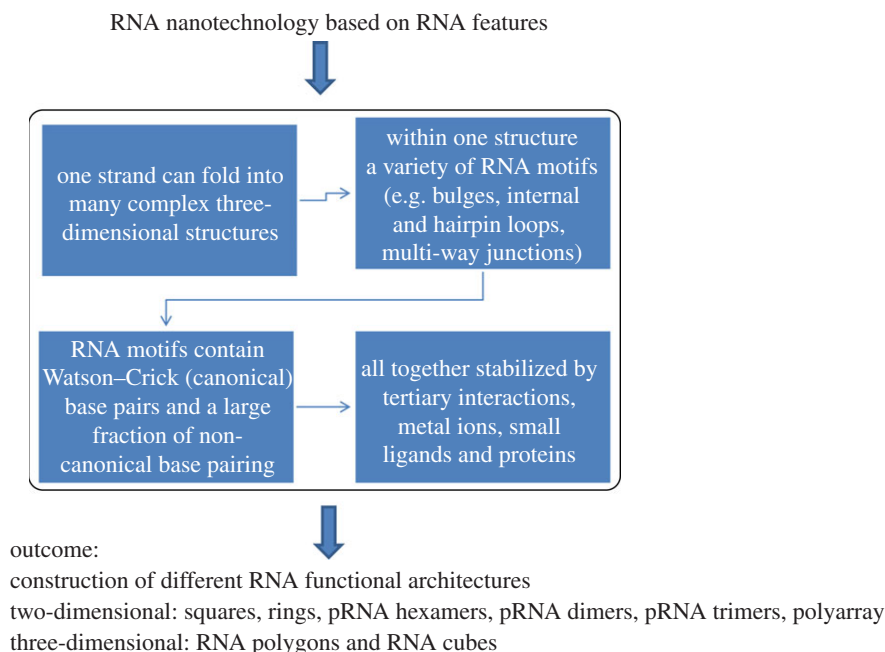 RNA nanotechnology based on RNA features
one strand can fold into
many complex three-
dimensional structures
within one structure
a variety of RNA motifs
(e.g. bulges, internal
and hairpin loops,
multi-way junctions)
RNA motifs contain
Watson–Crick (canonical)
base pairs and a large
fraction of non-
canonical base pairing
all together stabilized by
tertiary interactions,
metal ions, small
ligands and proteins
outcome:
construction of different RNA functional architectures
two-dimensional: squares, rings, pRNA hexamers, pRNA dimers, pRNA trimers, polyarray
three-dimensional: RNA polygons and RNA cubes